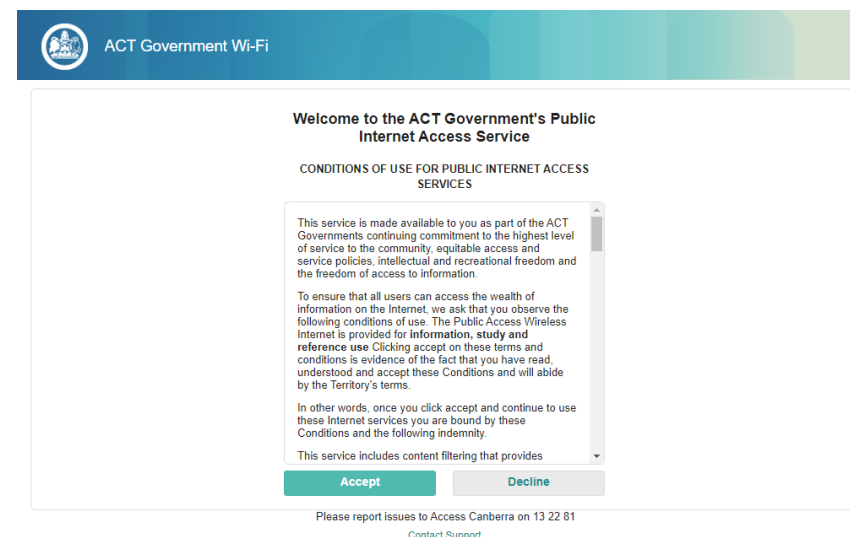 ACT Government Wi-Fi
Welcome to the ACT Government's Public
Internet Access Service
CONDITIONS OF USE FOR PUBLIC INTERNET ACCESS
SERVICES
This service is made available to you as part of the ACT
Governments continuing commitment to the highest level
of service to the community, equitable access and
service policies, intellectual and recreational freedom and
the freedom of access to information.
To ensure that all users can access the wealth of
information on the Internet, we ask that you observe the
following conditions of use. The Public Access Wireless
Internet is provided for information, study and
reference use Clicking accept on these terms and
conditions is evidence of the fact that you have read,
understood and accept these Conditions and will abide
by the Territory's terms.
In other words, once you click accept and continue to use
these Internet services you are bound by these
Conditions and the following indemnity.
This service includes content filtering that provides
Accept
Decline
Please report issues to Access Canberra on 13 22 81
Contact Support